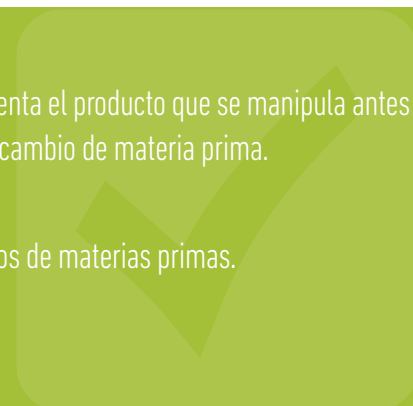 enta el producto que se manipula antes
cambio de materia prima.
os de materias primas.